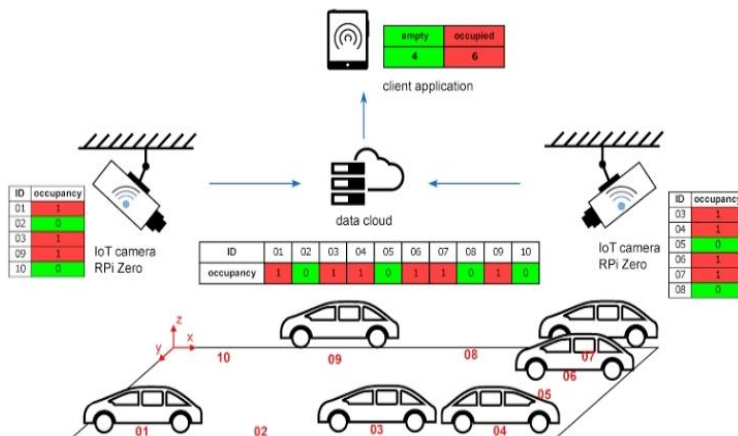 empty occupied
4 6
client application
data cloud
ID occupancy
01 1
02 0
03 1
09 1
10 0
IoT camera
RPi Zero
ID occupancy
03 1
04 1
05 0
06 1
07 1
08 0
IoT camera
RPi Zero
ID 01 02 03 04 05 06 07 08 09 10
occupancy 1 0 1 1 0 1 1 0 1 0
z
y x
10 09 08 07
06
05
01 02 03 04